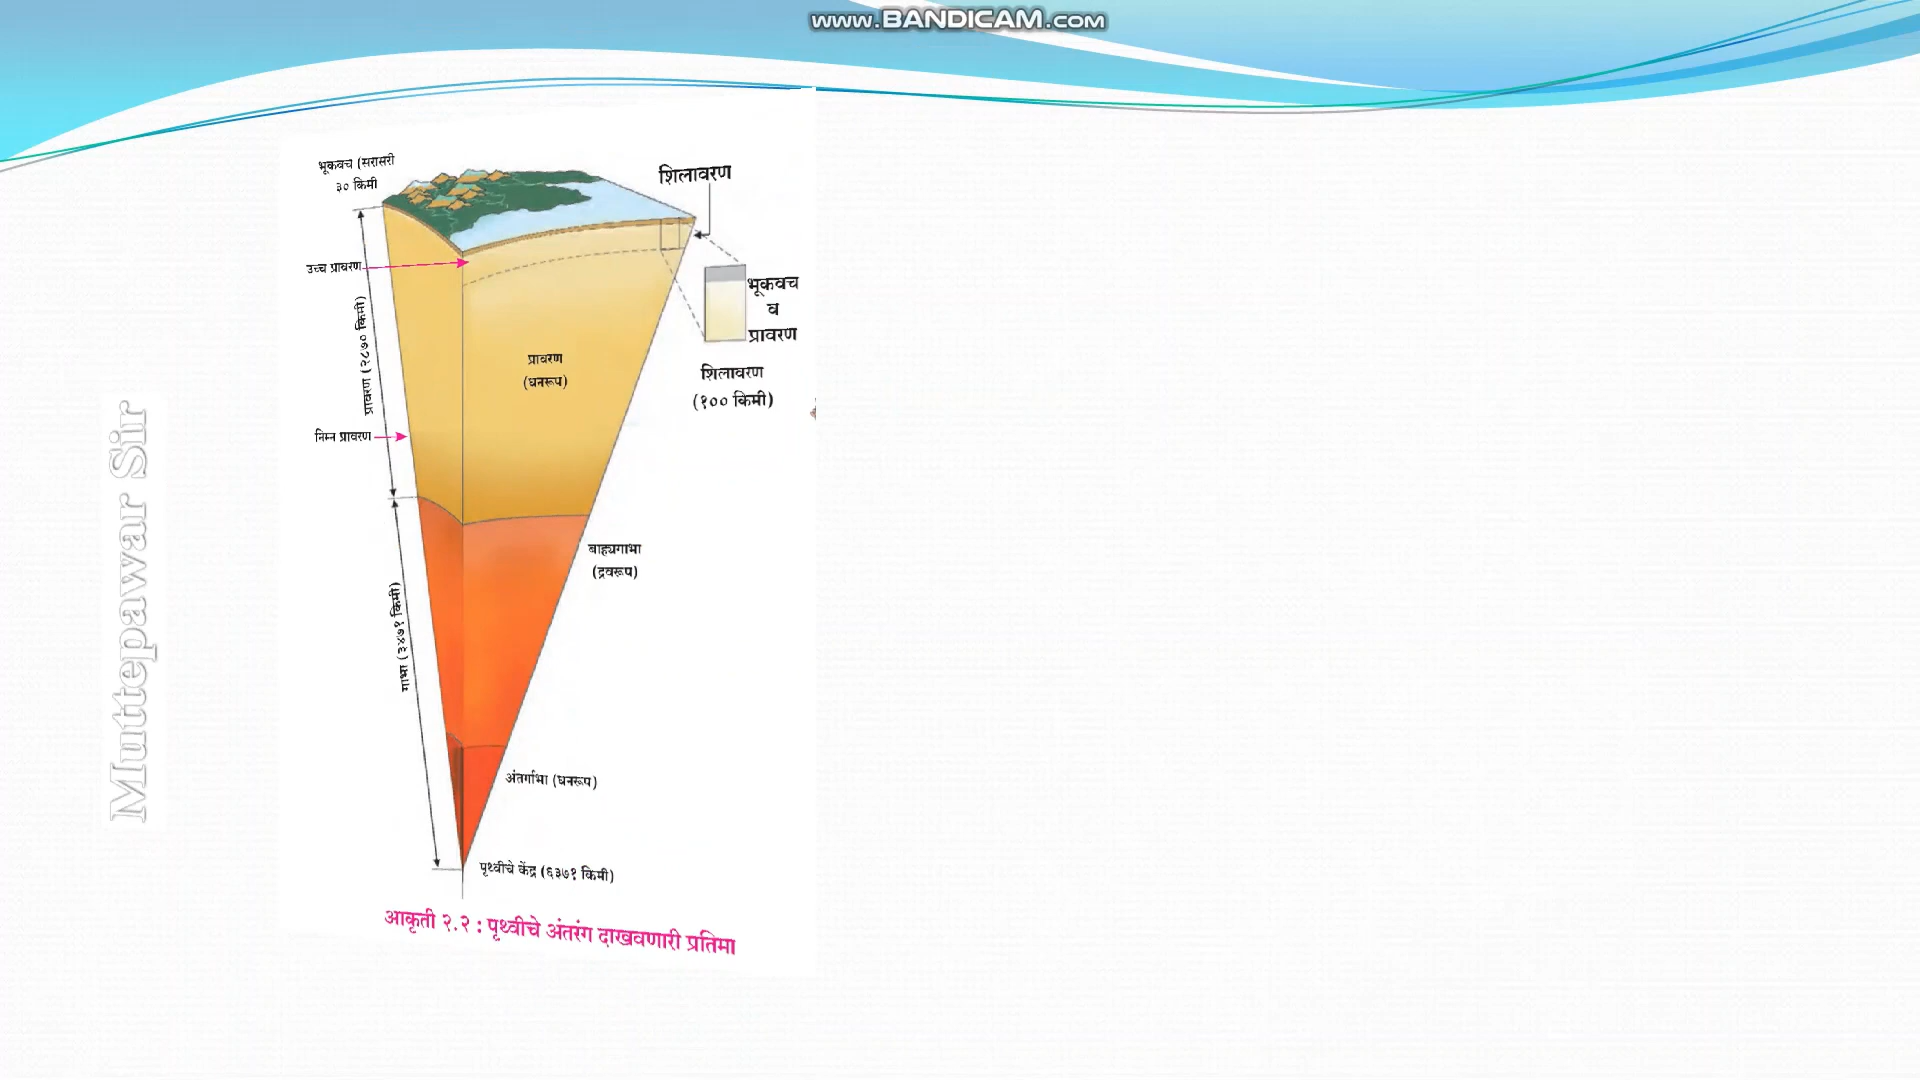 www.BANDICAM.com
भूकवच (सरासरी
३० किमी
शिलावरण
उच्च प्रावरण
भूकवच
व
प्रावरण
प्रावरण (२८७० किमी)
प्रावरण
(घनरूप)
शिलावरण
(१०० किमी)
निम्न प्रावरण
बाह्यगाभा
(द्रवरूप)
गाभा (३४७१ किमी)
अंतर्गाभा (घनरूप)
पृथ्वीचे केंद्र (६३७१ किमी)
आकृती २.२ : पृथ्वीचे अंतरंग दाखवणारी प्रतिमा
Muttepawar Sir